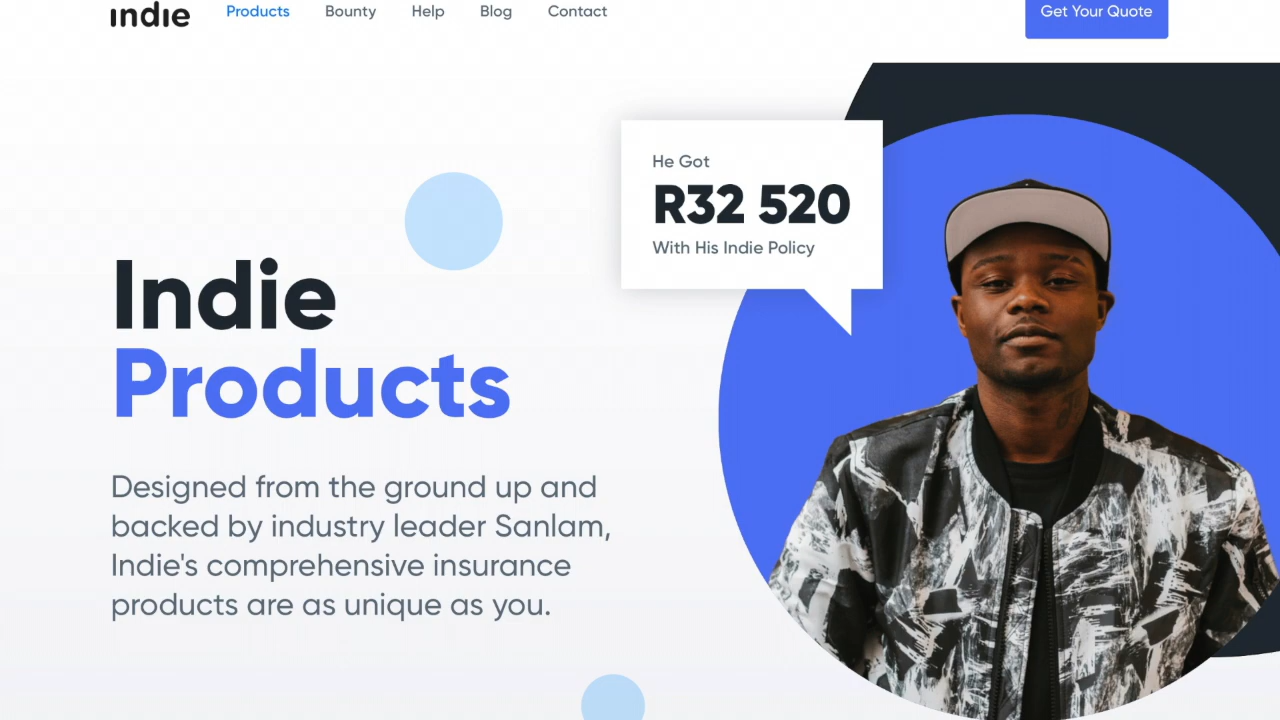 indie
Products
Bounty
Help
Blog
Contact
Get Your Quote
He Got
R32 520
With His Indie Policy
Indie
Products
Designed from the ground up and
backed by industry leader Sanlam,
Indie's comprehensive insurance
products are as unique as you.